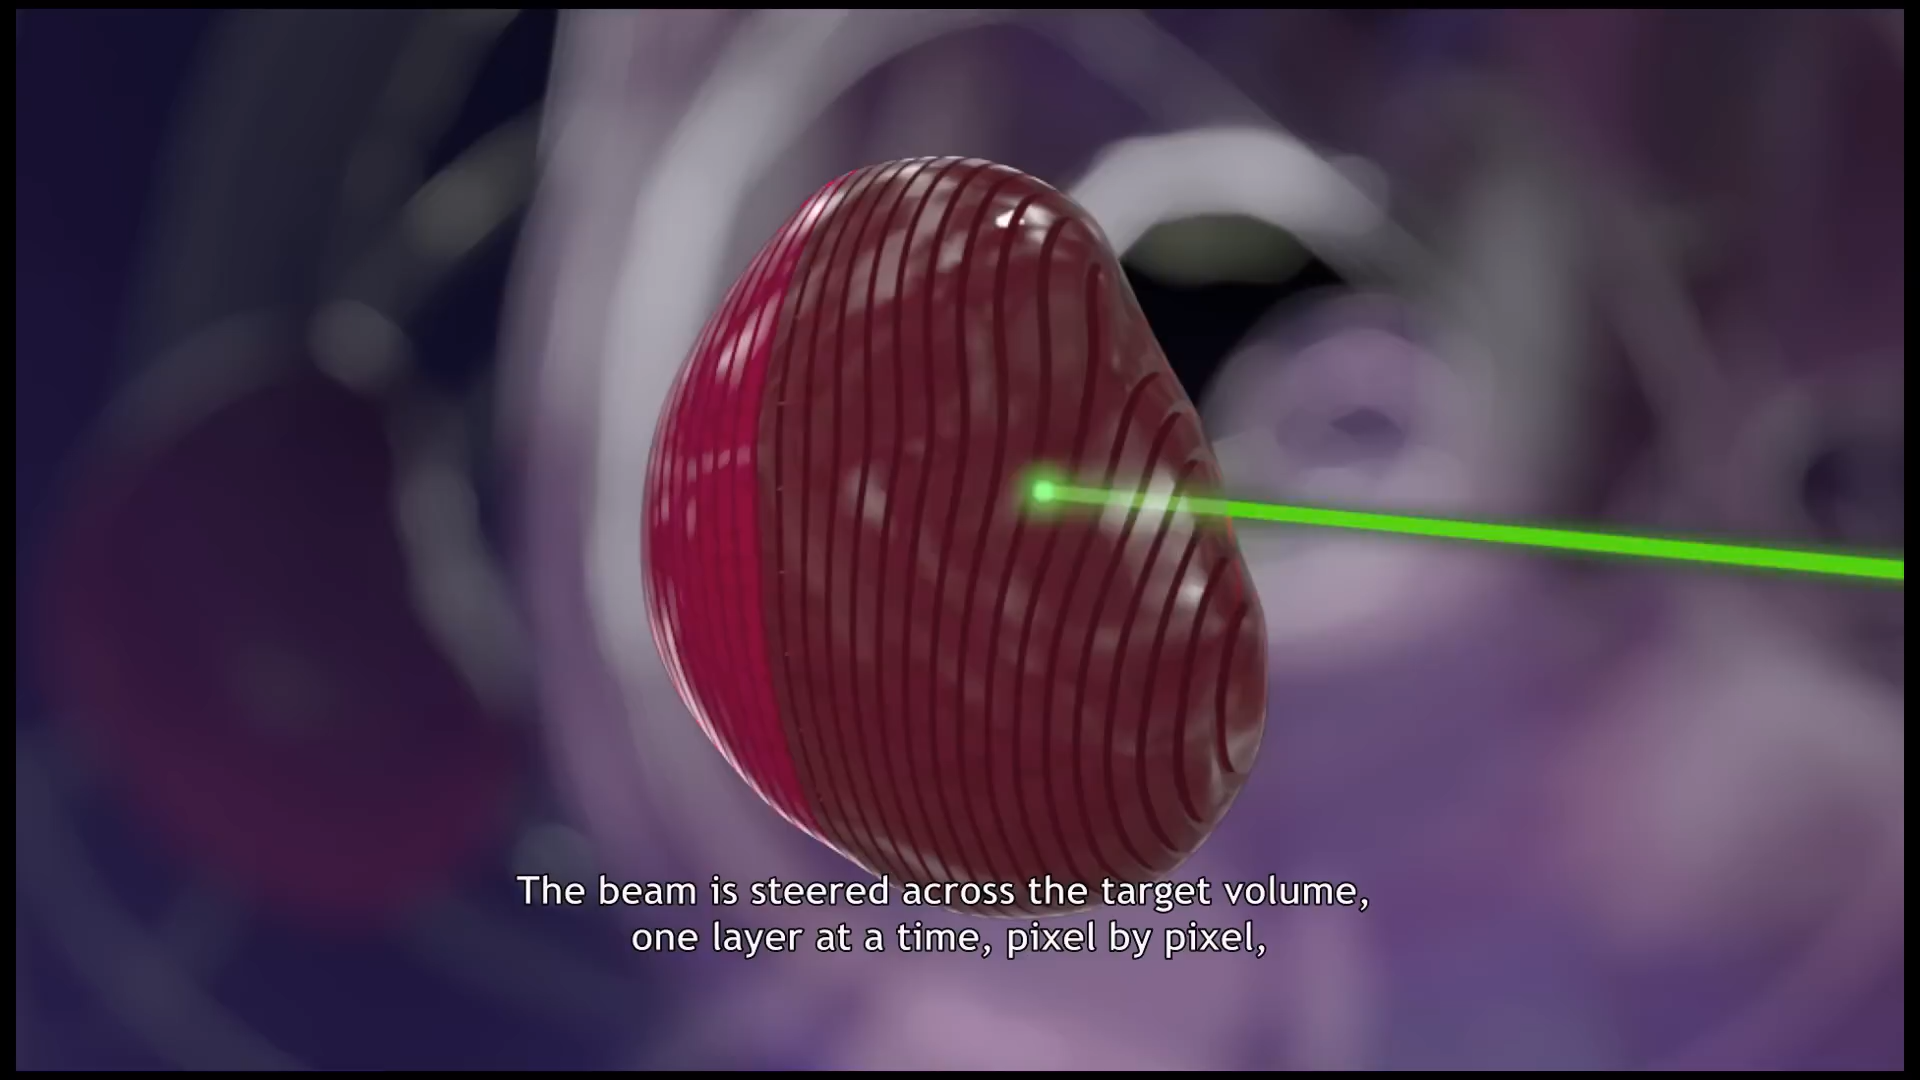 The beam is steered across the target volume,
one layer at a time, pixel by pixel,